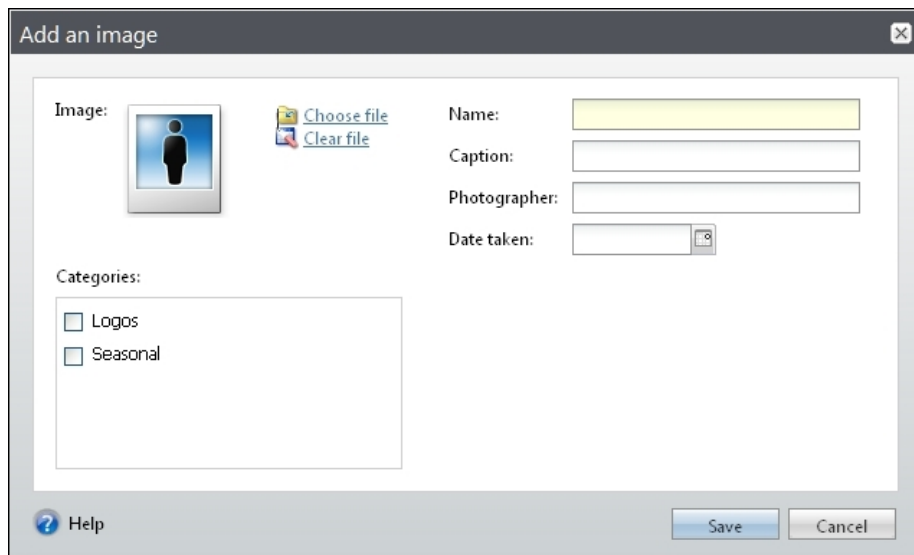 Add an image
Image:
Choose file
Clear file
Name:
Caption:
Photographer:
Date taken:
Categories:
Logos
Seasonal
Help
Save
Cancel